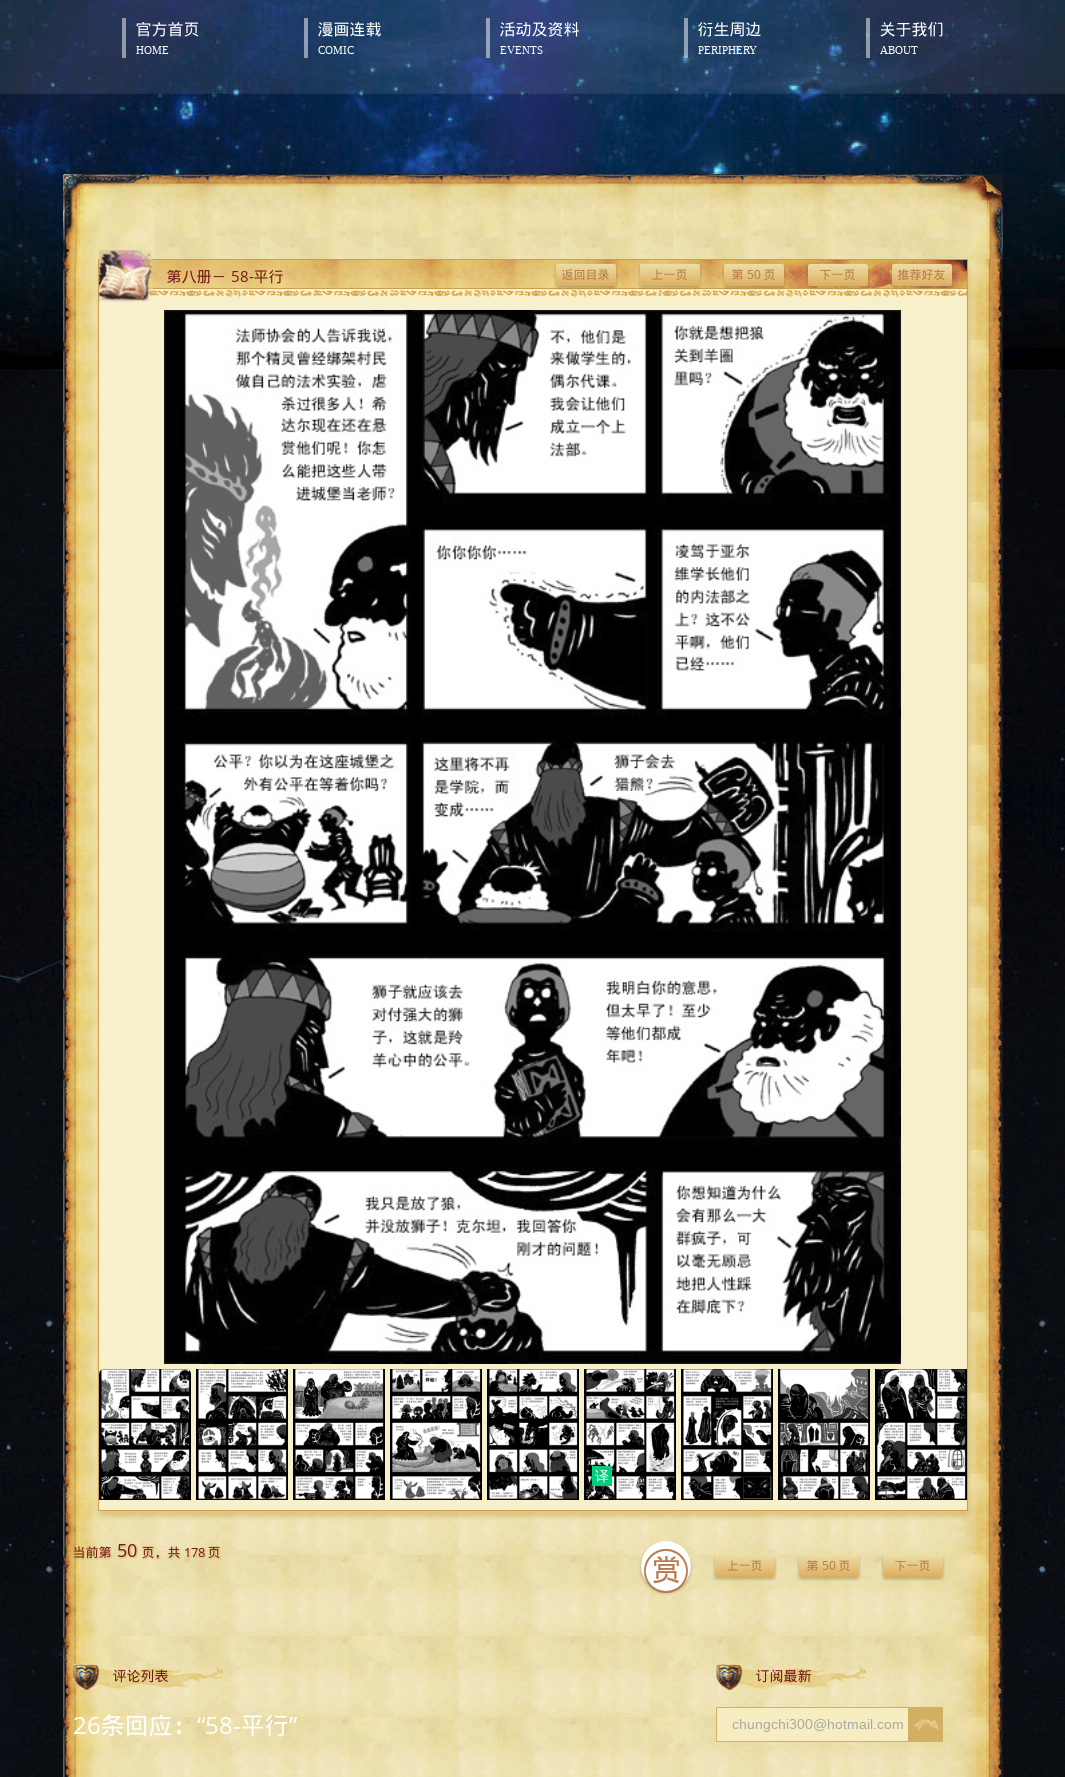 官方首页
HOME
漫画连载
COMIC
活动及资料
EVENTS
衍生周边
PERIPHERY
关于我们
ABOUT
第八册－ 58-平行
返回目录
上一页
第 50 页
下一页
推荐好友
法师协会的人告诉我说，
那个精灵曾经绑架村民
做自己的法术实验，虐
杀过很多人！希
达尔现在还在悬
赏他们呢！你怎
么能把这些人带
进城堡当老师？
不，他们是
来做学生的，
偶尔代课。
我会让他们
成立一个上
法部。
你就是想把狼
关到羊圈
里吗？
你你你你……
凌驾于亚尔
维学长他们
的内法部之
上？这不公
平啊，他们
已经……
公平？你以为在这座城堡之
外有公平在等着你吗？
这里将不再
是学院，而
变成……
狮子会去
猎熊？
狮子就应该去
对付强大的狮
子，这就是羚
羊心中的公平。
我明白你的意思，
但太早了！至少
等他们都成
年吧！
我只是放了狼，
并没放狮子！克尔坦，我回答你
刚才的问题！
你想知道为什么
会有那么一大
群疯子，可
以毫无顾忌
地把人性踩
在脚底下？
译
当前第 50 页，共 178 页
赏
上一页
第 50 页
下一页
评论列表
订阅最新
26条回应：“58-平行”
chungchi300@hotmail.com